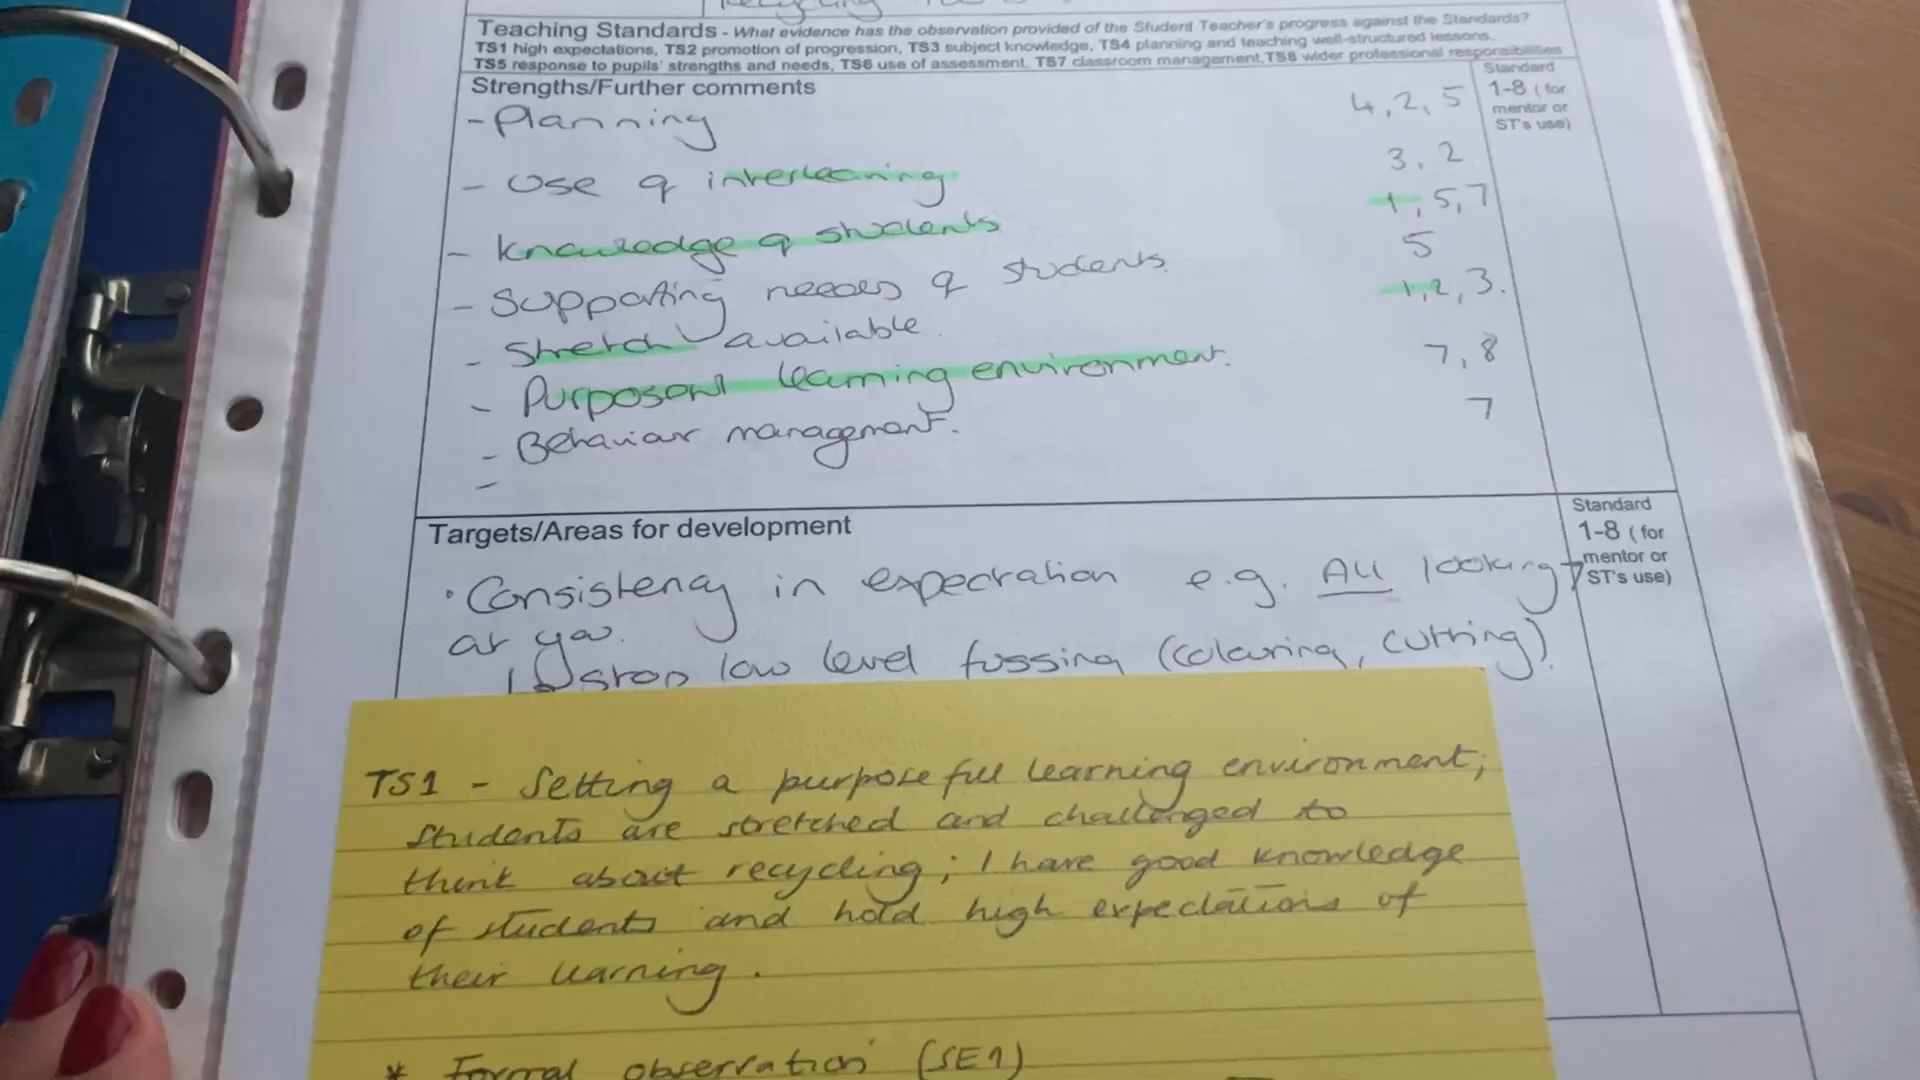 Recycling
Teaching Standards - What evidence has the observation provided of the Student Teacher's progress against the Standards?
TS1 high expectations, TS2 promotion of progression, TS3 subject knowledge, TS4 planning and teaching well-structured lessons,
TS5 response to pupils' strengths and needs, TS6 use of assessment, TS7 classroom management, TS8 wider professional responsibilities
Strengths/Further comments
Standard
1-8 (for
mentor or
ST's use)
- Planning 4, 2, 5
- Use of interleaving 3, 2
- Knowledge of students 1, 5, 7
- Supporting needs of students. 5
- Stretch available. 1, 2, 3.
- Purposeful learning environment. 7, 8
- Behaviour management. 7
-
Targets/Areas for development
Standard
1-8 (for
mentor or
ST's use)
• Consistency in expectation e.g. All looking 7
at you.
↳ stop low level fussing (colouring, cutting).
TS1 - Setting a purposefull learning environment;
students are stretched and challenged to
think about recycling; I have good knowledge
of students and hold high expectations of
their learning.
* Formal observation (SE1)